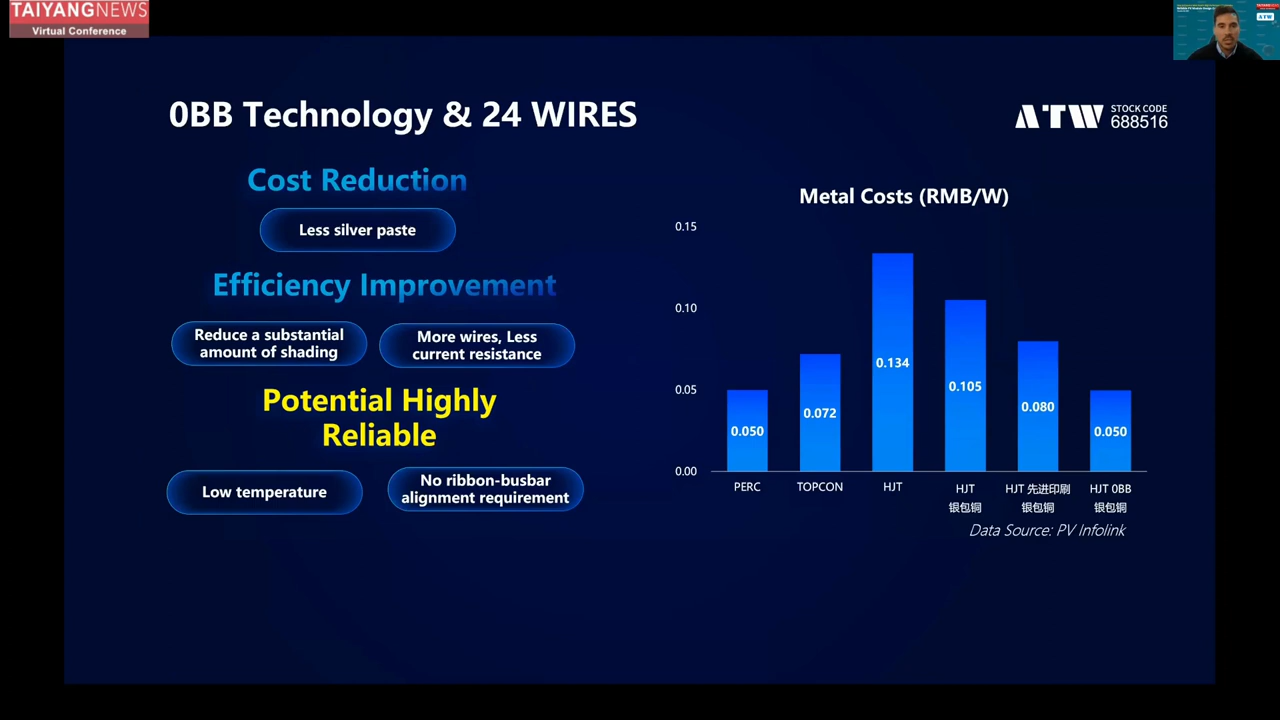 TAIYANGNEWS
Virtual Conference
0BB Technology & 24 WIRES
ATW
STOCK CODE
688516
Cost Reduction
Less silver paste
Efficiency Improvement
Reduce a substantial
amount of shading
More wires, Less
current resistance
Potential Highly
Reliable
Low temperature
No ribbon-busbar
alignment requirement
Metal Costs (RMB/W)
0.15
0.10
0.05
0.00
0.050
0.072
0.134
0.105
0.080
0.050
PERC
TOPCON
HJT
HJT
银包铜
HJT 先进印刷
银包铜
HJT 0BB
银包铜
Data Source: PV Infolink
ATW